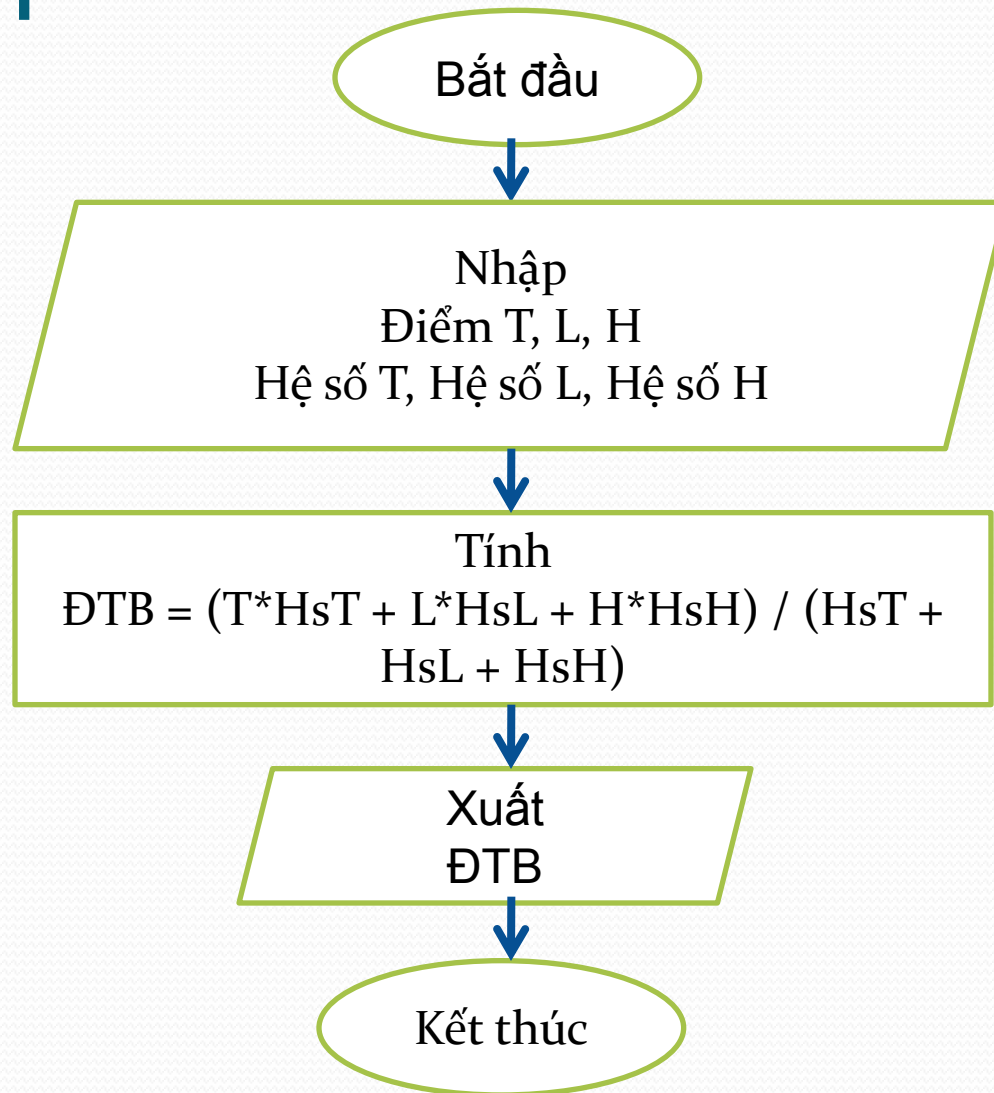 Bắt đầu
Nhập
Điểm T, L, H
Hệ số T, Hệ số L, Hệ số H
Tính
ĐTB = (T*HsT + L*HsL + H*HsH) / (HsT +
HsL + HsH)
Xuất
ĐTB
Kết thúc